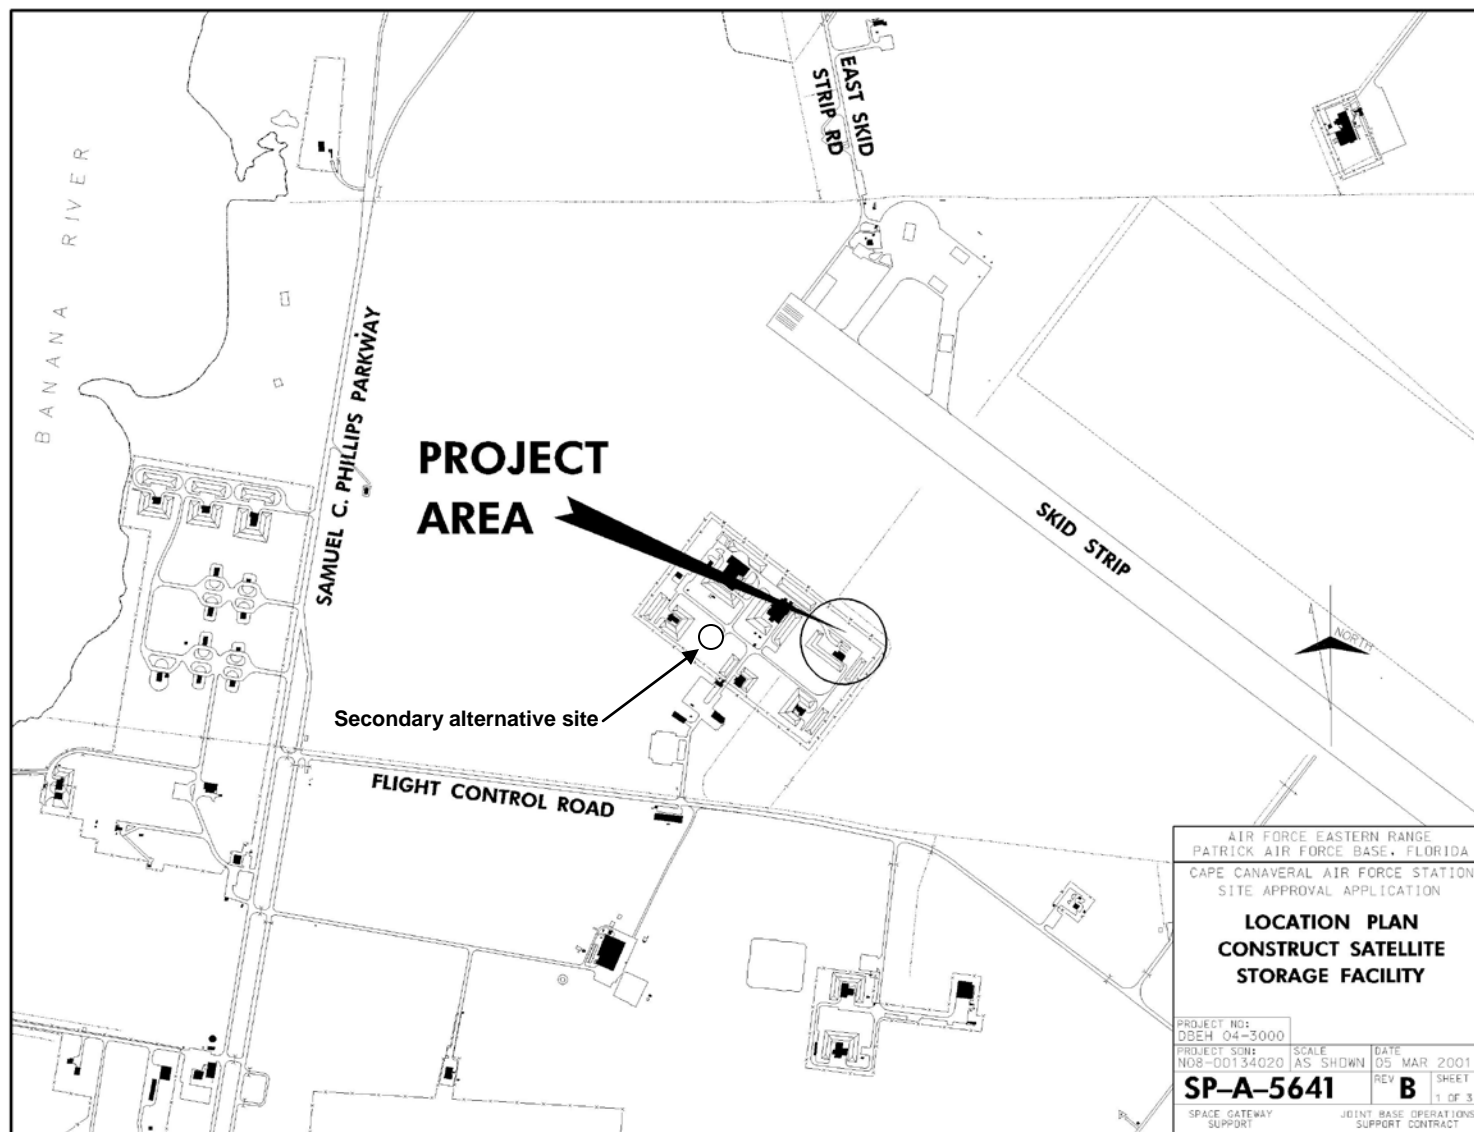 EAST SKID
STRIP RD
BANANA RIVER
SAMUEL C. PHILLIPS PARKWAY
PROJECT
AREA
SKID STRIP
NORTH
Secondary alternative site
FLIGHT CONTROL ROAD
AIR FORCE EASTERN RANGE
PATRICK AIR FORCE BASE, FLORIDA
CAPE CANAVERAL AIR FORCE STATION
SITE APPROVAL APPLICATION
LOCATION PLAN
CONSTRUCT SATELLITE
STORAGE FACILITY
PROJECT NO:
DBEH 04-3000
PROJECT SON: SCALE DATE
N08-00134020 AS SHOWN 05 MAR 2001
SP-A-5641 REV B SHEET
1 OF 3
SPACE GATEWAY JOINT BASE OPERATIONS
SUPPORT SUPPORT CONTRACT